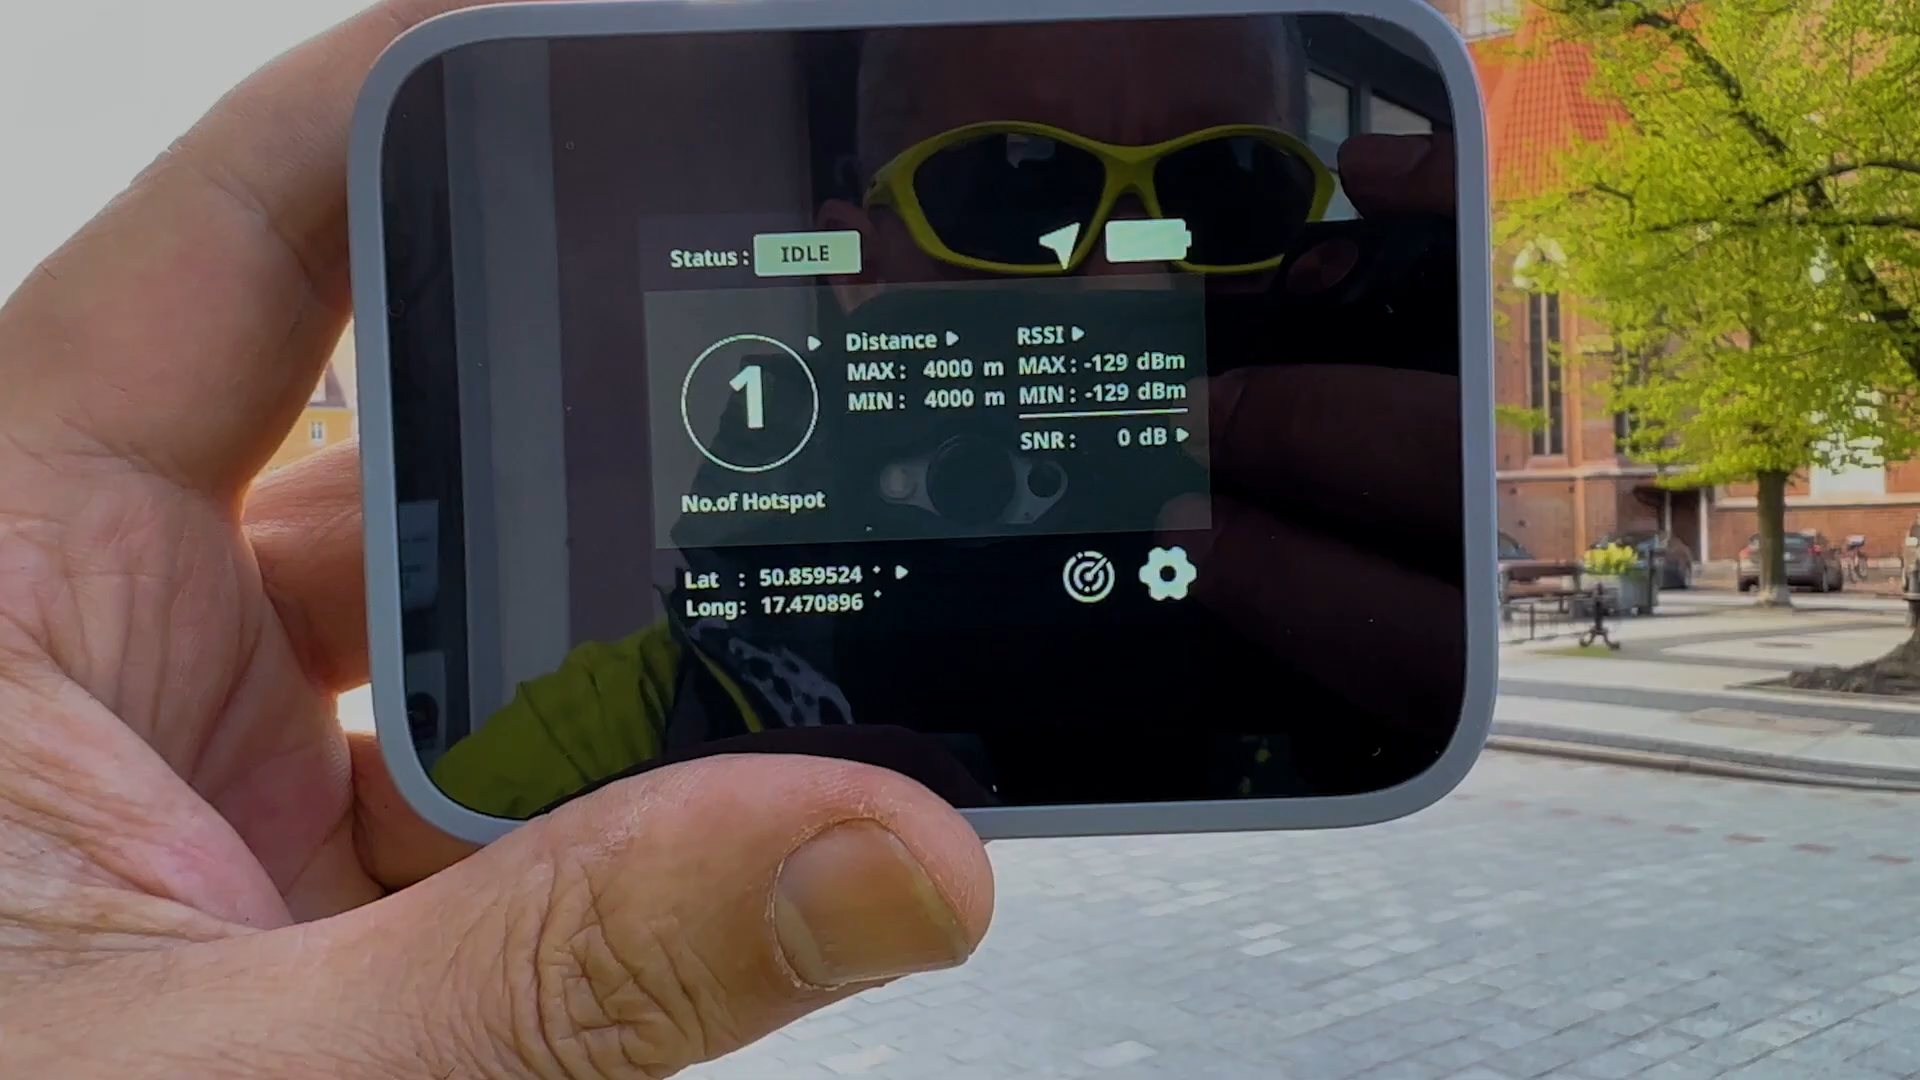 Status : IDLE
1
No.of Hotspot
Distance
MAX : 4000 m
MIN : 4000 m
RSSI
MAX : -129 dBm
MIN : -129 dBm
SNR : 0 dB
Lat : 50.859524 °
Long: 17.470896 °